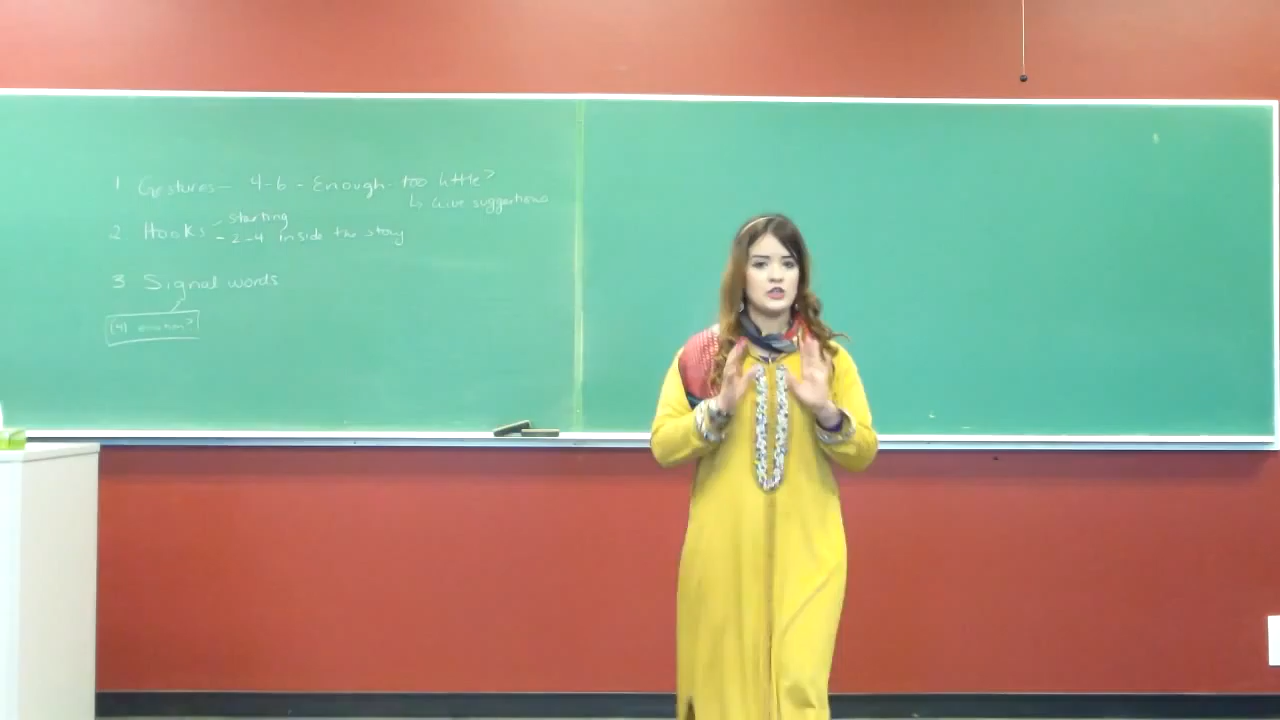 1 Gestures - 4-6 - Enough - too little?
↳ Give suggestions
2 Hooks - starting
- 2-4 inside the story
3 Signal words
(4) emotion?